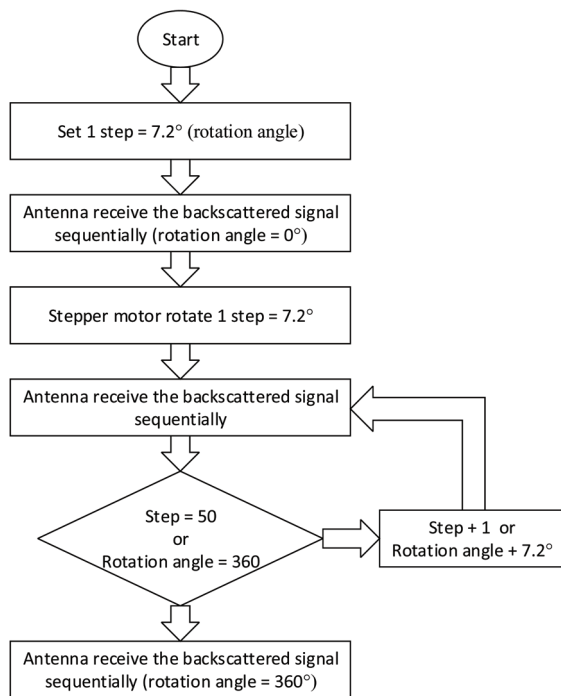 Start
Set 1 step = 7.2° (rotation angle)
Antenna receive the backscattered signal
sequentially (rotation angle = 0°)
Stepper motor rotate 1 step = 7.2°
Antenna receive the backscattered signal
sequentially
Step = 50
or
Rotation angle = 360
Step + 1 or
Rotation angle + 7.2°
Antenna receive the backscattered signal
sequentially (rotation angle = 360°)